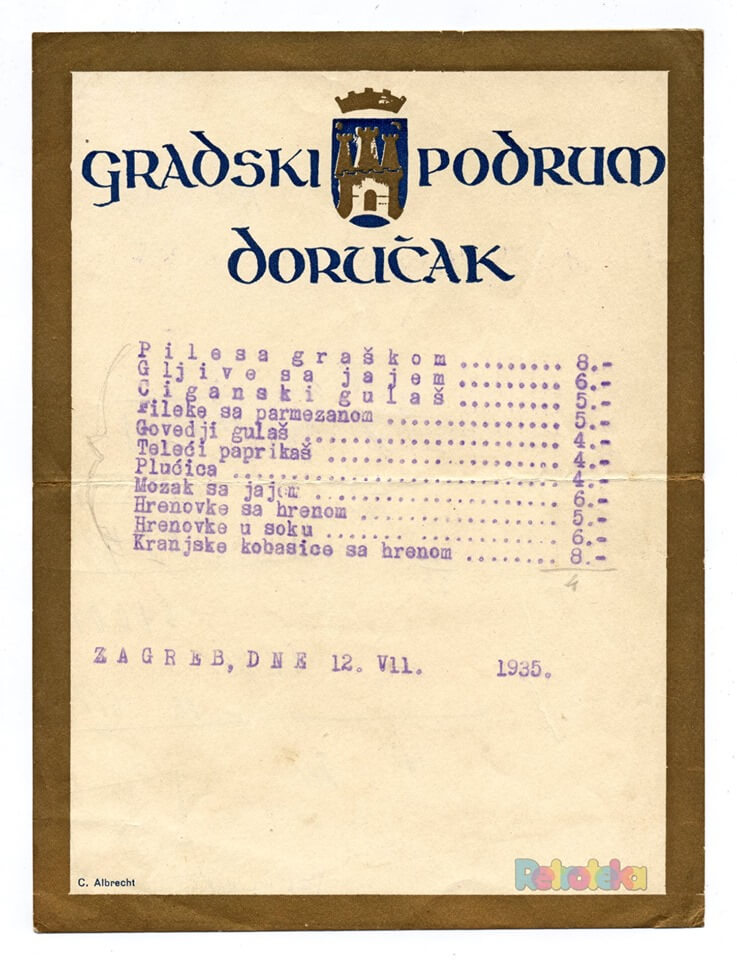 GRADSKI PODRUM
DORUČAK
Pile sa graškom ......... 8.-
Gljive sa jajem ......... 6.-
Ciganski gulaš ......... 5.-
Fileke sa parmezanom ............... 5.-
Govedji gulaš ...................... 4.-
Teleći paprikaš .................... 4.-
Plućica ............................ 4.-
Mozak sa jajem ..................... 6.-
Hrenovke sa hrenom ................. 5.-
Hrenovke u soku .................... 6.-
Kranjske kobasice sa hrenom ........ 8.-
4
ZAGREB, DNE 12. VII. 1935.
C. Albrecht
Retroteka